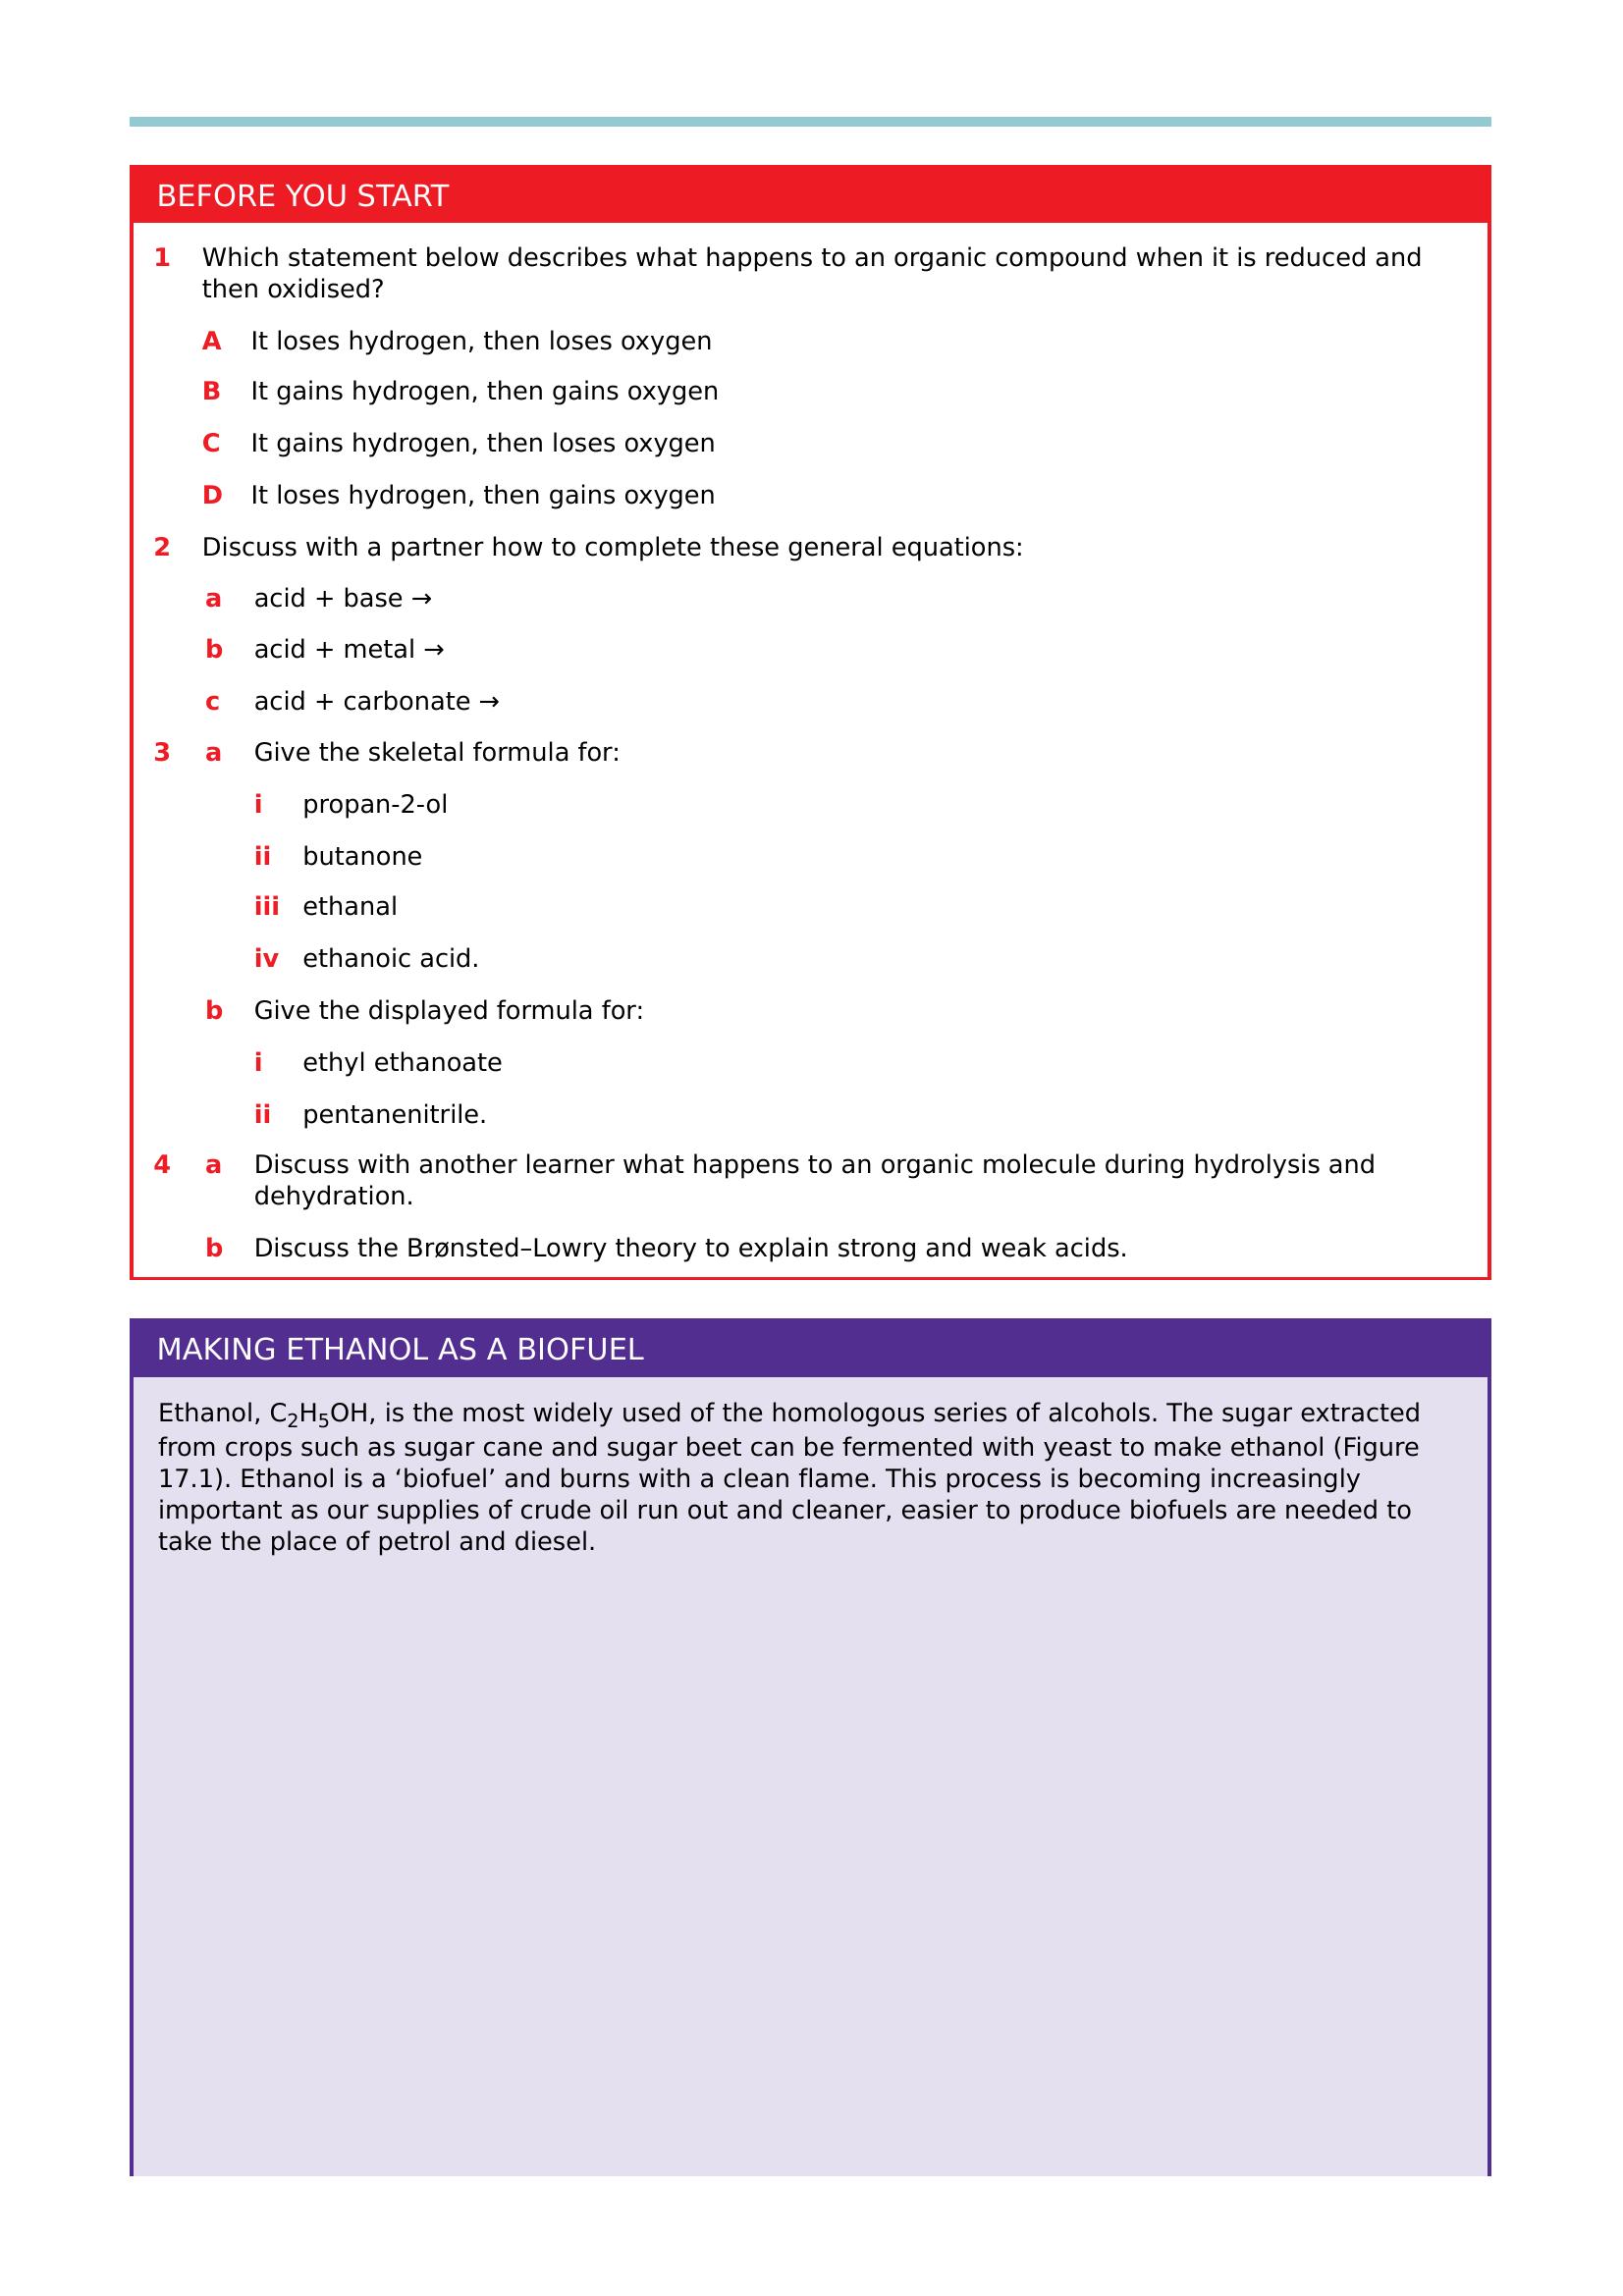 BEFORE YOU START
1 Which statement below describes what happens to an organic compound when it is reduced and
then oxidised?
A It loses hydrogen, then loses oxygen
B It gains hydrogen, then gains oxygen
C It gains hydrogen, then loses oxygen
D It loses hydrogen, then gains oxygen
2 Discuss with a partner how to complete these general equations:
a acid + base →
b acid + metal →
c acid + carbonate →
3 a Give the skeletal formula for:
i propan-2-ol
ii butanone
iii ethanal
iv ethanoic acid.
b Give the displayed formula for:
i ethyl ethanoate
ii pentanenitrile.
4 a Discuss with another learner what happens to an organic molecule during hydrolysis and
dehydration.
b Discuss the Brønsted–Lowry theory to explain strong and weak acids.
MAKING ETHANOL AS A BIOFUEL
Ethanol, C₂H₅OH, is the most widely used of the homologous series of alcohols. The sugar extracted
from crops such as sugar cane and sugar beet can be fermented with yeast to make ethanol (Figure
17.1). Ethanol is a ‘biofuel’ and burns with a clean flame. This process is becoming increasingly
important as our supplies of crude oil run out and cleaner, easier to produce biofuels are needed to
take the place of petrol and diesel.